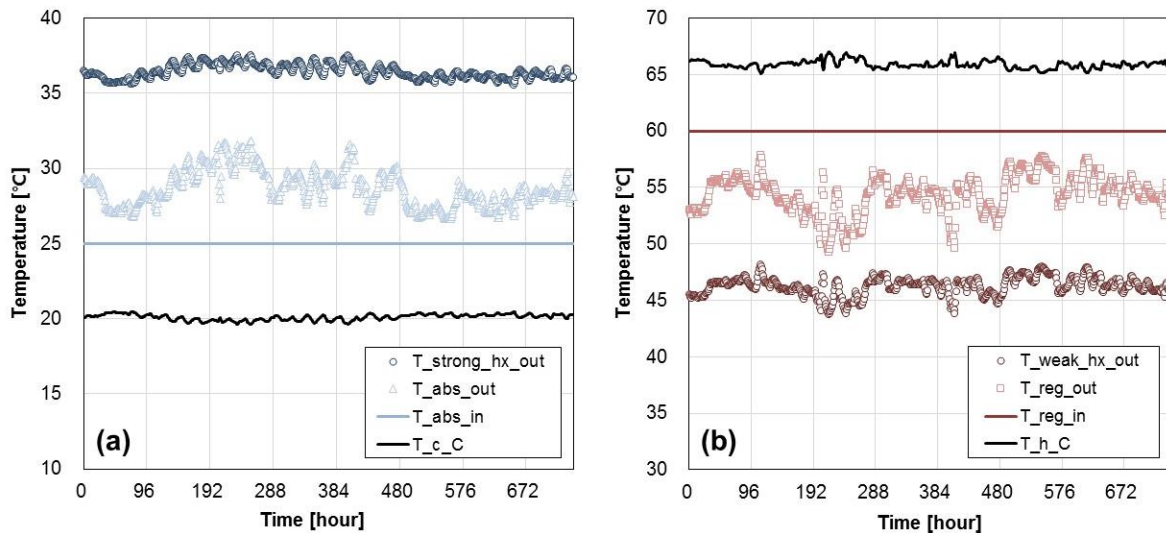 40
35
30
25
20
15
10
Temperature [℃]
0 96 192 288 384 480 576 672
Time [hour]
T_strong_hx_out
T_abs_out
T_abs_in
T_c_C
(a)
70
65
60
55
50
45
40
35
30
Temperature [℃]
0 96 192 288 384 480 576 672
Time [hour]
T_weak_hx_out
T_reg_out
T_reg_in
T_h_C
(b)